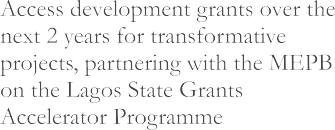 Access development grants over the
next 2 years for transformative
projects, partnering with the MEPB
on the Lagos State Grants
Accelerator Programme